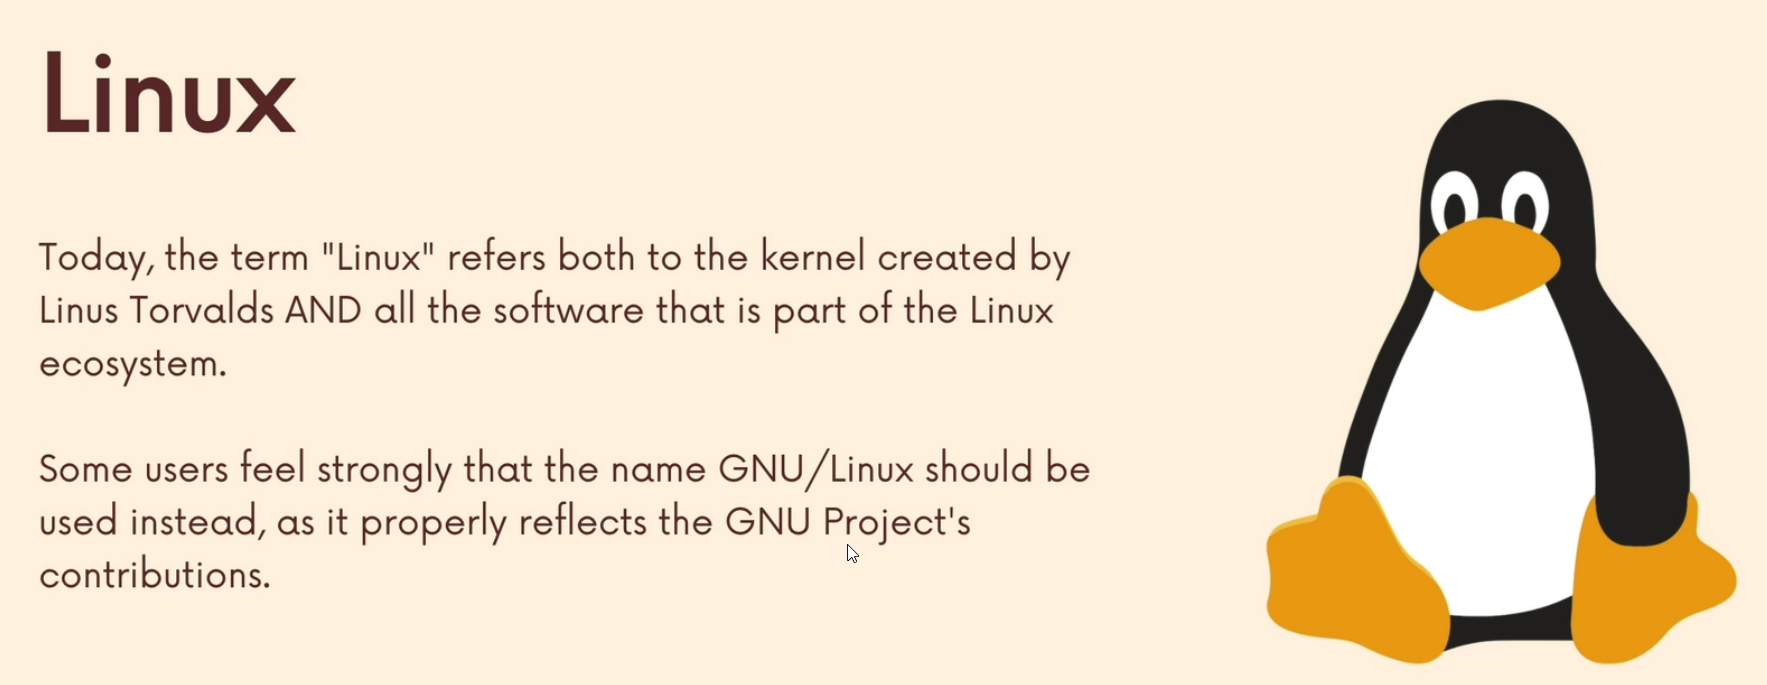 Linux
Today, the term "Linux" refers both to the kernel created by
Linus Torvalds AND all the software that is part of the Linux
ecosystem.
Some users feel strongly that the name GNU/Linux should be
used instead, as it properly reflects the GNU Project's
contributions.